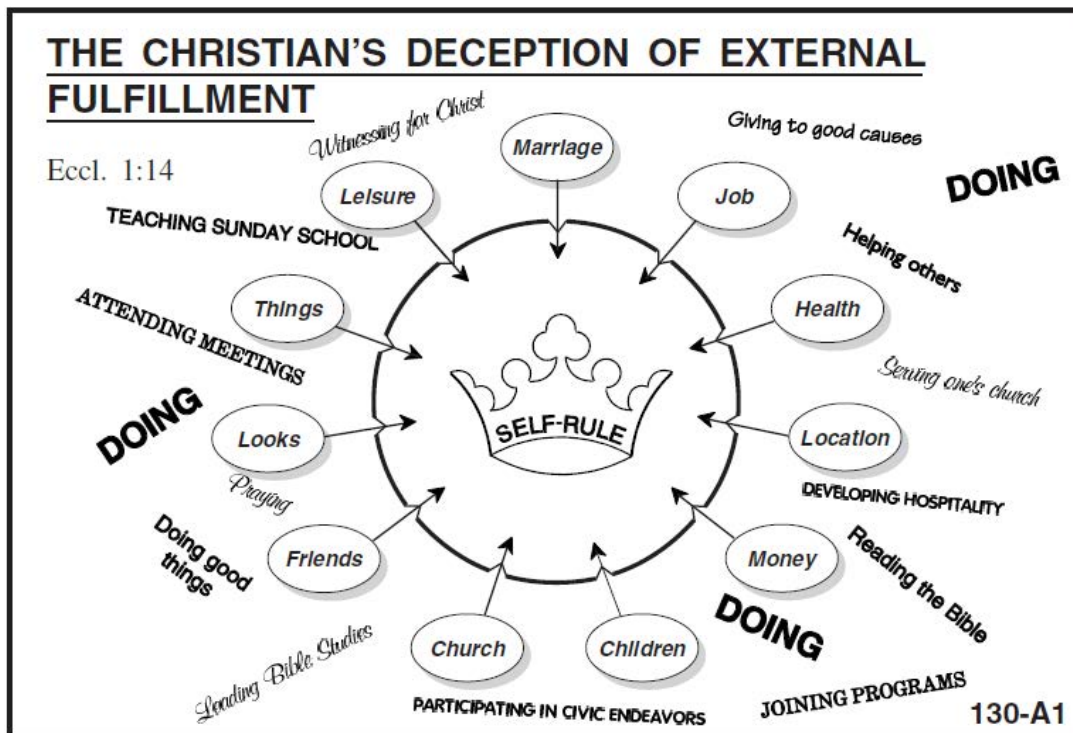 THE CHRISTIAN'S DECEPTION OF EXTERNAL
FULFILLMENT
Eccl. 1:14
Witnessing for Christ
Marriage
Giving to good causes
DOING
Leisure
Job
TEACHING SUNDAY SCHOOL
Helping others
Things
Health
ATTENDING MEETINGS
Serving one's church
DOING
SELF-RULE
Looks
Location
Praying
DEVELOPING HOSPITALITY
Doing good
things
Friends
Money
Reading the Bible
DOING
Leading Bible Studies
Church
Children
PARTICIPATING IN CIVIC ENDEAVORS
JOINING PROGRAMS
130-A1